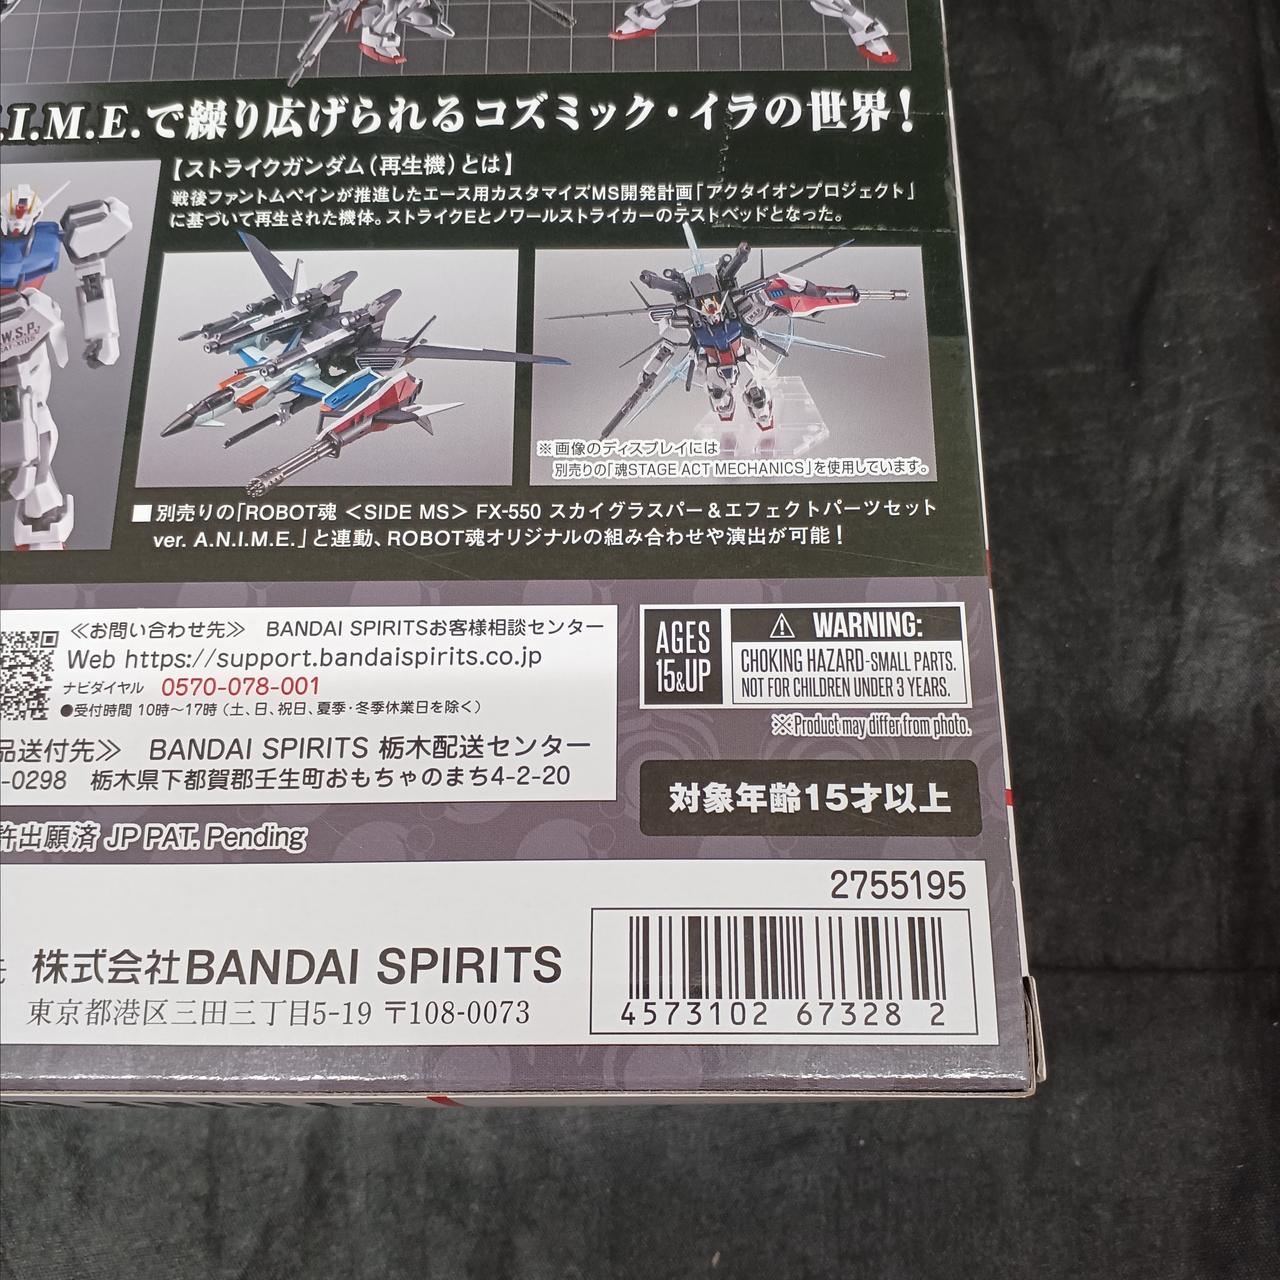 .I.M.E.で繰り広げられるコズミック・イラの世界！
【ストライクガンダム（再生機）とは】
戦後ファントムペインが推進したエース用カスタマイズMS開発計画「アクタイオンプロジェクト」
に基づいて再生された機体。ストライクEとノワールストライカーのテストベッドとなった。
W.S.P.
※画像のディスプレイには
別売りの「魂STAGE ACT MECHANICS」を使用しています。
■別売りの「ROBOT魂 ＜SIDE MS＞ FX-550 スカイグラスパー＆エフェクトパーツセット
ver. A.N.I.M.E.」と連動、ROBOT魂オリジナルの組み合わせや演出が可能！
≪お問い合わせ先≫ BANDAI SPIRITSお客様相談センター
Web https://support.bandaispirits.co.jp
ナビダイヤル 0570-078-001
●受付時間 10時～17時（土、日、祝日、夏季・冬季休業日を除く）
品送付先≫ BANDAI SPIRITS 栃木配送センター
-0298 栃木県下都賀郡壬生町おもちゃのまち4-2-20
許出願済 JP PAT. Pending
AGES
15&UP
WARNING:
CHOKING HAZARD-SMALL PARTS.
NOT FOR CHILDREN UNDER 3 YEARS.
※Product may differ from photo.
対象年齢15才以上
2755195
株式会社BANDAI SPIRITS
東京都港区三田三丁目5-19 〒108-0073
4573102 67328 2